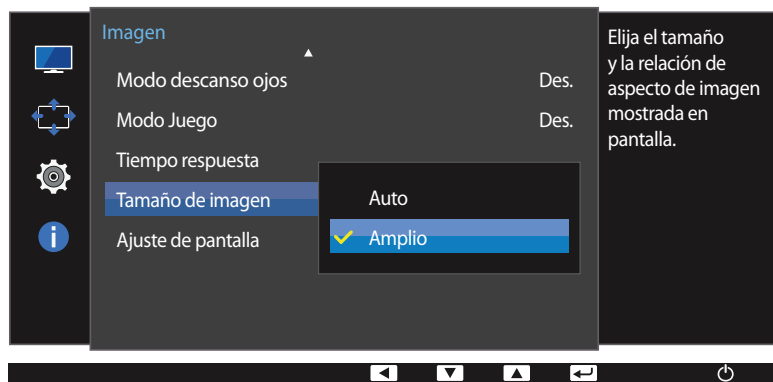 Imagen
Modo descanso ojos Des.
Modo Juego Des.
Tiempo respuesta
Tamaño de imagen
Ajuste de pantalla
Auto
Amplio
Elija el tamaño
y la relación de
aspecto de imagen
mostrada en
pantalla.